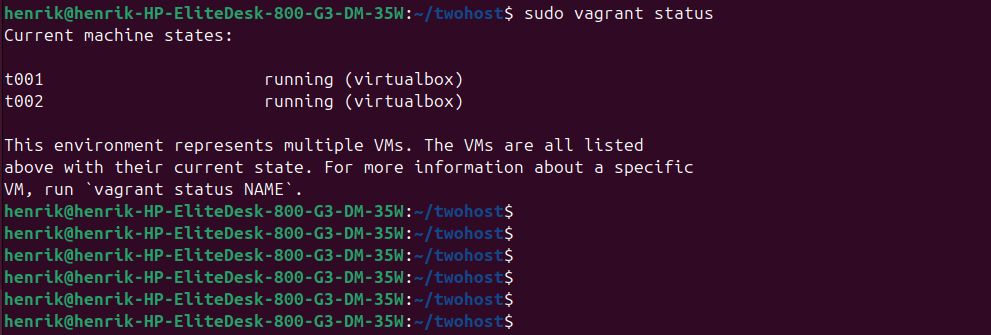 henrik@henrik-HP-EliteDesk-800-G3-DM-35W:~/twohost$ sudo vagrant status
Current machine states:
t001                      running (virtualbox)
t002                      running (virtualbox)
This environment represents multiple VMs. The VMs are all listed
above with their current state. For more information about a specific
VM, run `vagrant status NAME`.
henrik@henrik-HP-EliteDesk-800-G3-DM-35W:~/twohost$
henrik@henrik-HP-EliteDesk-800-G3-DM-35W:~/twohost$
henrik@henrik-HP-EliteDesk-800-G3-DM-35W:~/twohost$
henrik@henrik-HP-EliteDesk-800-G3-DM-35W:~/twohost$
henrik@henrik-HP-EliteDesk-800-G3-DM-35W:~/twohost$
henrik@henrik-HP-EliteDesk-800-G3-DM-35W:~/twohost$